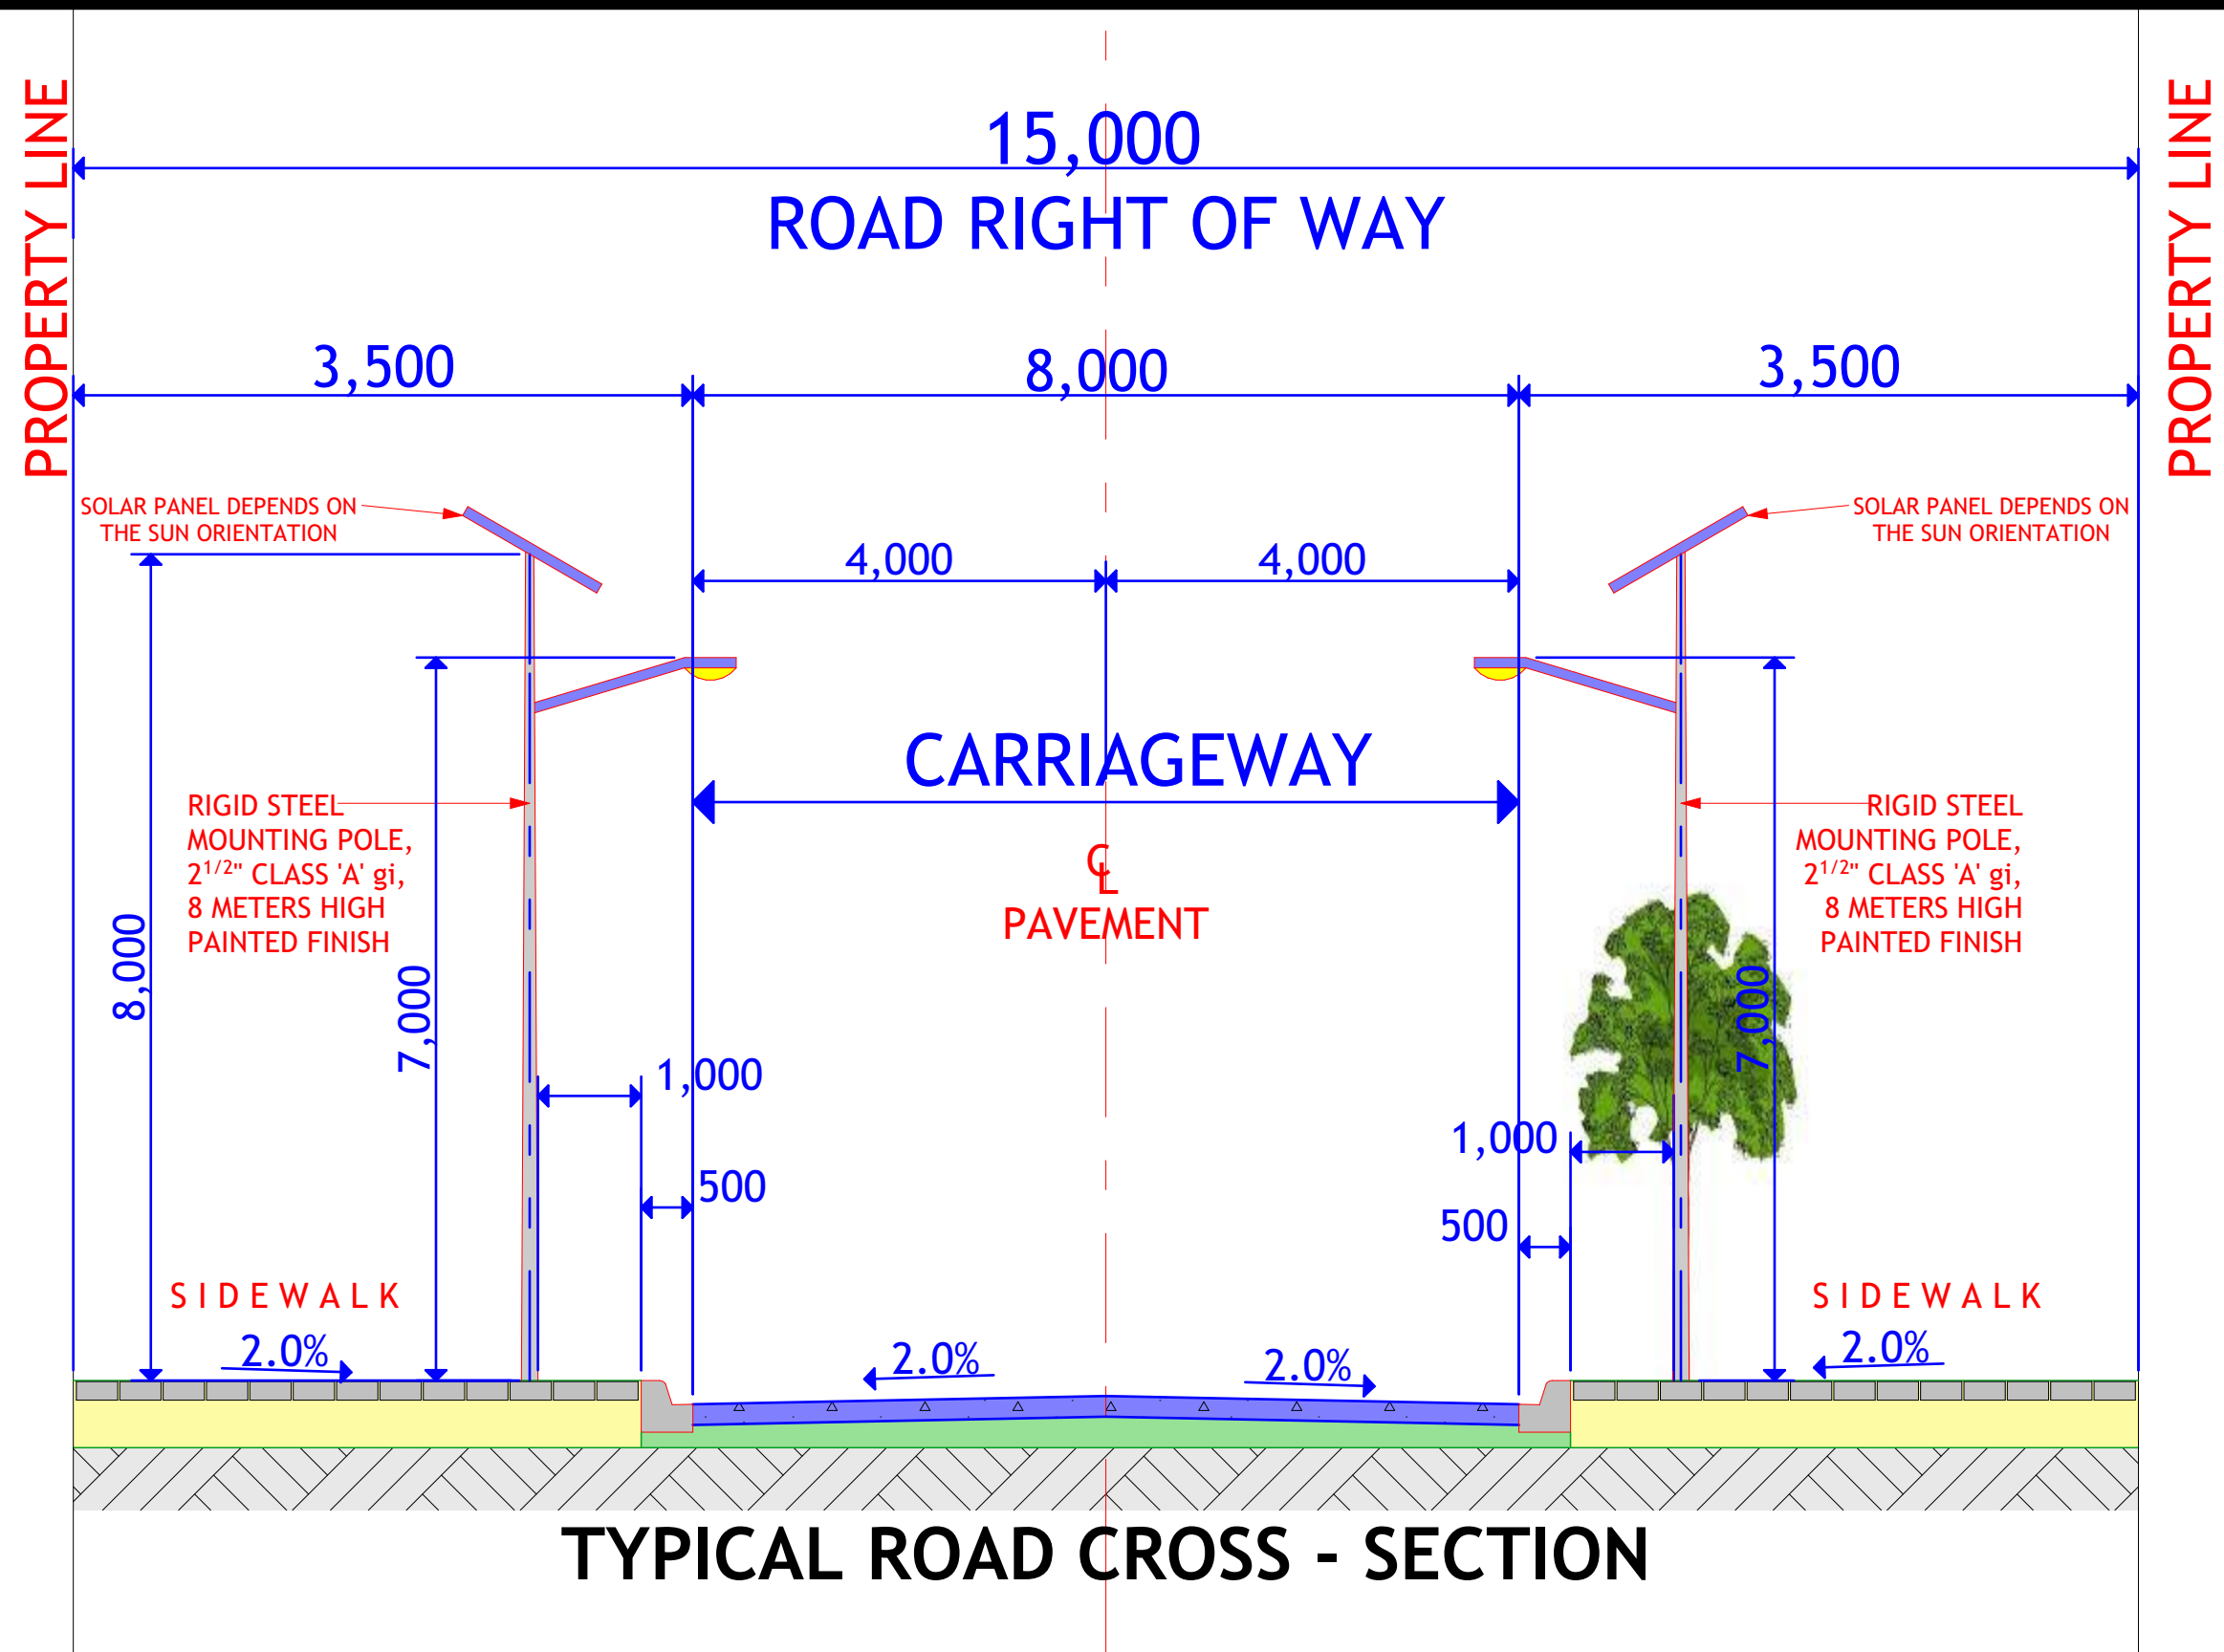 15,000
ROAD RIGHT OF WAY
PROPERTY LINE
PROPERTY LINE
3,500
8,000
3,500
SOLAR PANEL DEPENDS ON
THE SUN ORIENTATION
SOLAR PANEL DEPENDS ON
THE SUN ORIENTATION
4,000
4,000
CARRIAGEWAY
RIGID STEEL
MOUNTING POLE,
2 1/2" CLASS 'A' gi,
8 METERS HIGH
PAINTED FINISH
℄
PAVEMENT
RIGID STEEL
MOUNTING POLE,
2 1/2" CLASS 'A' gi,
8 METERS HIGH
PAINTED FINISH
8,000
7,000
7,000
1,000
1,000
500
500
SIDEWALK
SIDEWALK
2.0%
2.0%
2.0%
2.0%
TYPICAL ROAD CROSS - SECTION